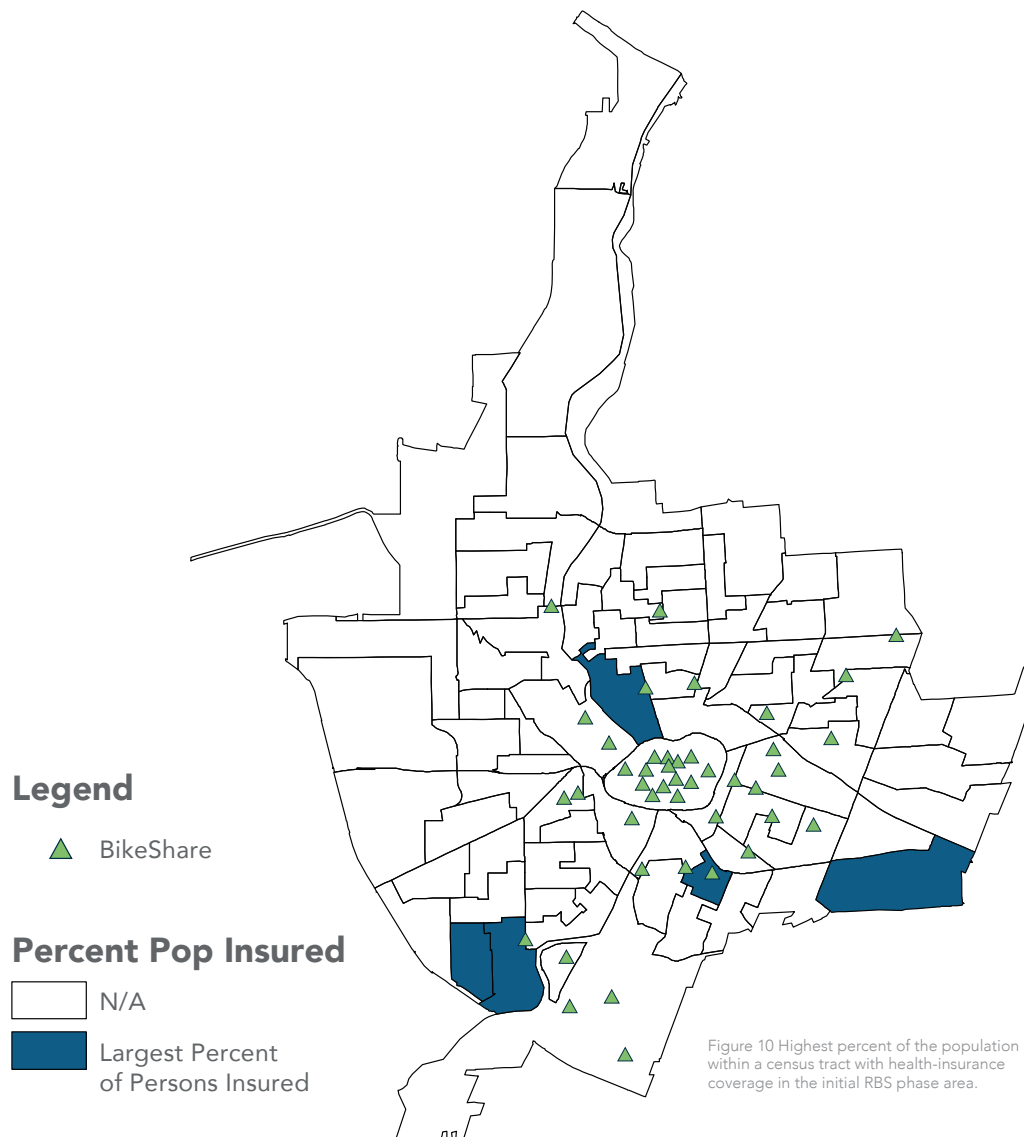 Legend
BikeShare
Percent Pop Insured
N/A
Largest Percent
of Persons Insured
Figure 10 Highest percent of the population
within a census tract with health-insurance
coverage in the initial RBS phase area.